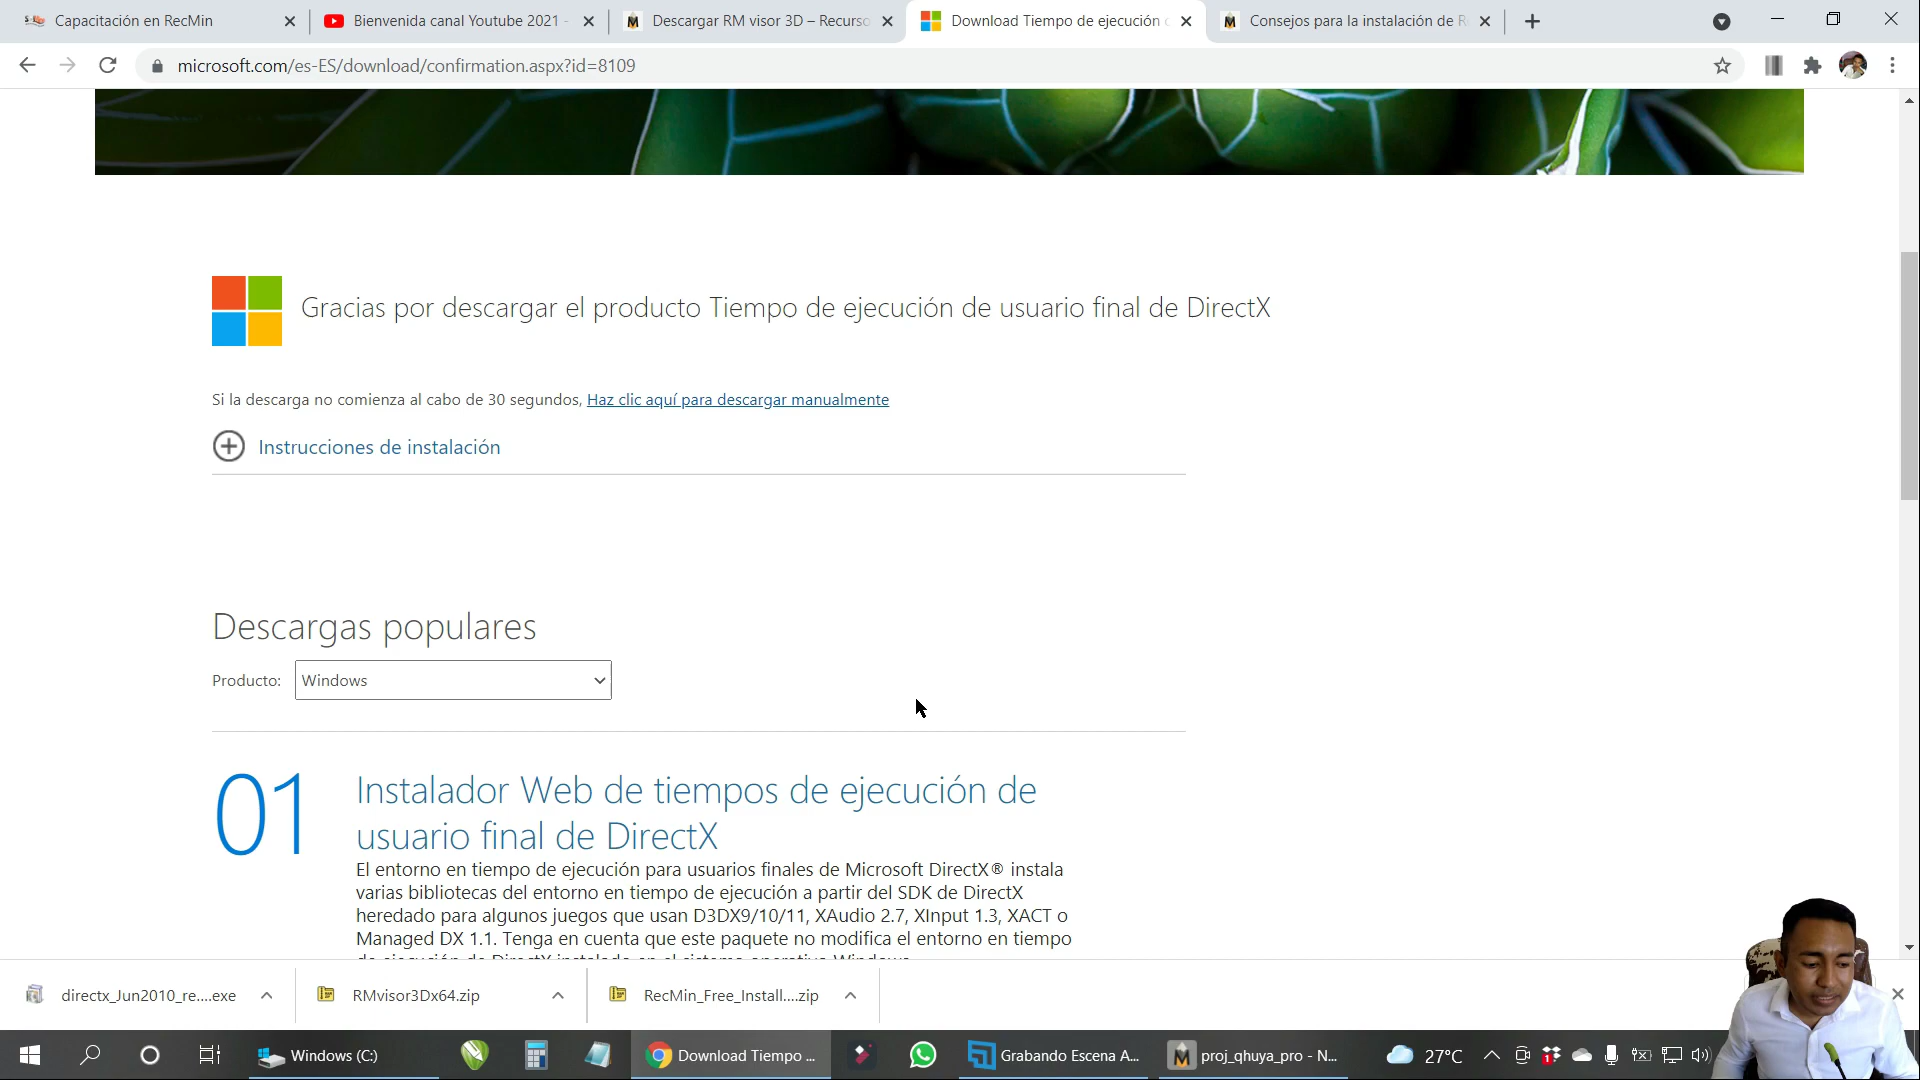 Capacitación en RecMin
Bienvenida canal Youtube 2021 -
Descargar RM visor 3D – Recurso
Download Tiempo de ejecución
Consejos para la instalación de R
microsoft.com/es-ES/download/confirmation.aspx?id=8109
Gracias por descargar el producto Tiempo de ejecución de usuario final de DirectX
Si la descarga no comienza al cabo de 30 segundos, Haz clic aquí para descargar manualmente
Instrucciones de instalación
Descargas populares
Producto: Windows
01
Instalador Web de tiempos de ejecución de
usuario final de DirectX
El entorno en tiempo de ejecución para usuarios finales de Microsoft DirectX® instala
varias bibliotecas del entorno en tiempo de ejecución a partir del SDK de DirectX
heredado para algunos juegos que usan D3DX9/10/11, XAudio 2.7, XInput 1.3, XACT o
Managed DX 1.1. Tenga en cuenta que este paquete no modifica el entorno en tiempo
directx_Jun2010_re....exe
RMvisor3Dx64.zip
RecMin_Free_Install....zip
Windows (C:)
Download Tiempo ...
Grabando Escena A...
proj_qhuya_pro - N...
27°C